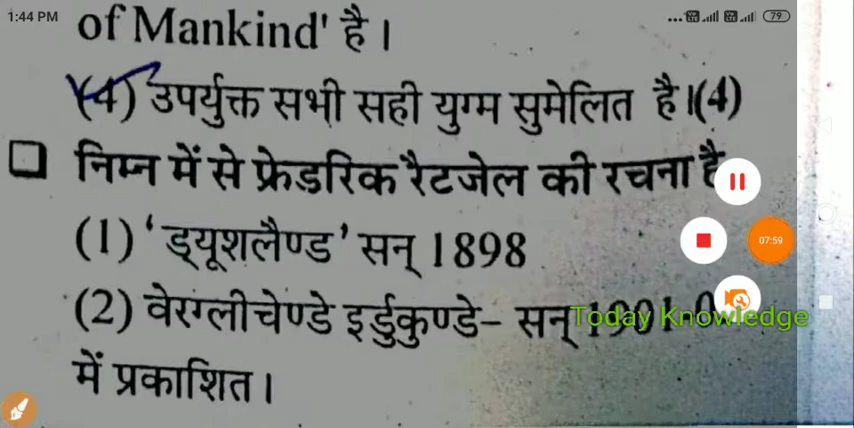 1:44 PM
79
of Mankind' है।
(4) उपर्युक्त सभी सही युग्म सुमेलित है।(4)
निम्न में से फ्रेडरिक रैटजेल की रचना है
07:59
(1) 'ड्यूशलैण्ड' सन् 1898
(2) वेरग्लीचेण्डे इर्डुकुण्डे– सन्
Today Knowledge
में प्रकाशित।